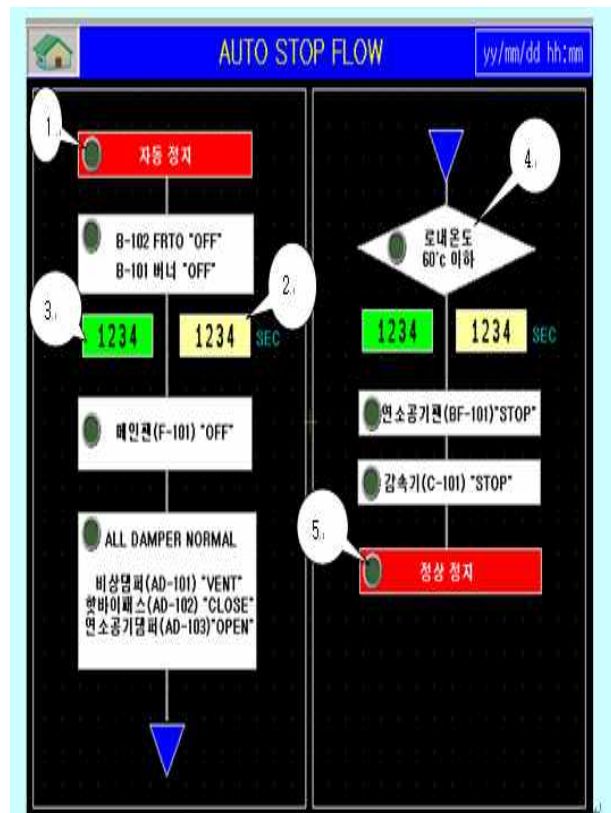 AUTO STOP FLOW
yy/mm/dd hh:mm
1.
자동 정지
B-102 FRTO "OFF"
B-101 버너 "OFF"
2.
3.
1234
1234 SEC
메인팬(F-101) "OFF"
ALL DAMPER NORMAL
비상댐퍼(AD-101) "VENT"
핫바이패스(AD-102) "CLOSE"
연소공기댐퍼(AD-103)"OPEN"
4.
로내온도
60°c 이하
1234
1234 SEC
연소공기팬(BF-101)"STOP"
감속기(C-101) "STOP"
5.
정상 정지